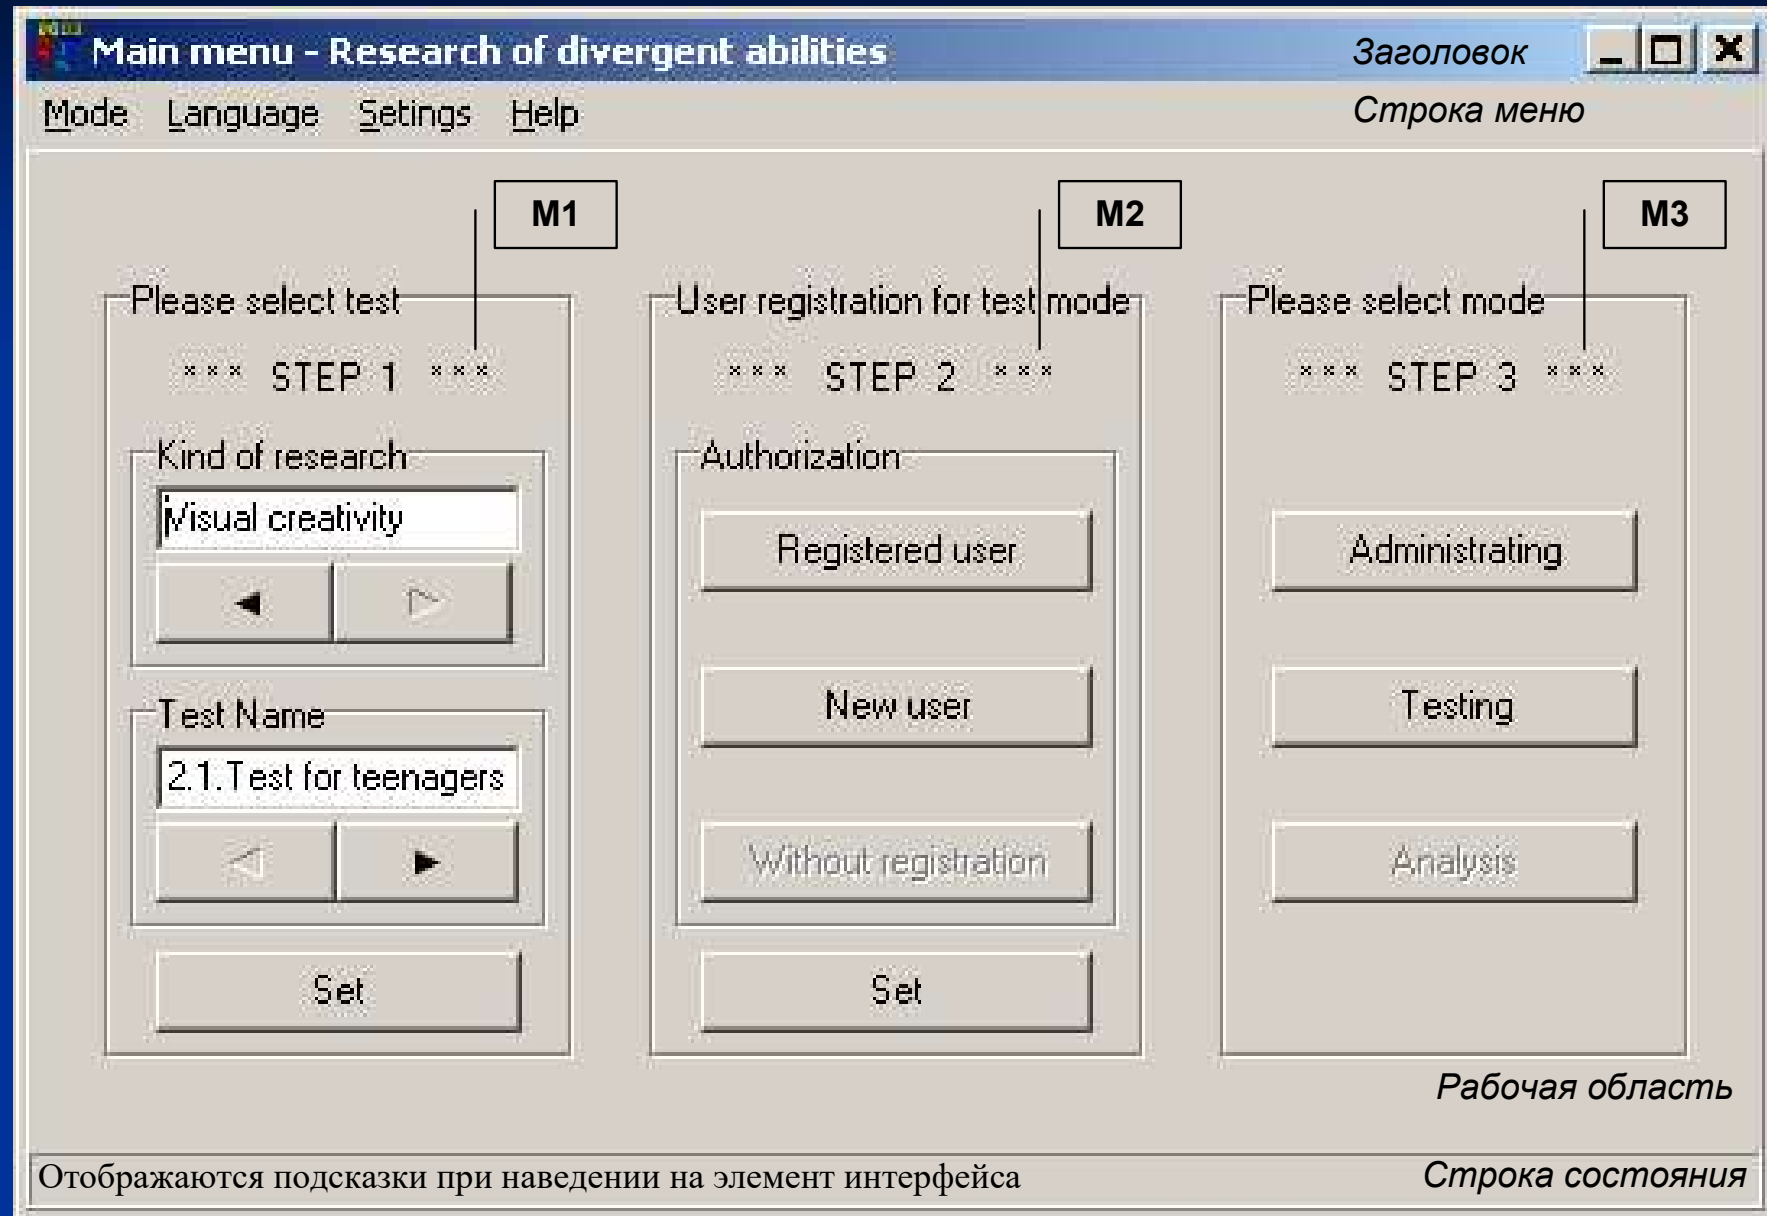 Main menu - Research of divergent abilities Заголовок
Mode Language Setings Help Строка меню
M1 M2 M3
Please select test
*** STEP 1 ***
Kind of research
Visual creativity
Test Name
2.1.Test for teenagers
Set
User registration for test mode
*** STEP 2 ***
Authorization
Registered user
New user
Without registration
Set
Please select mode
*** STEP 3 ***
Administrating
Testing
Analysis
Рабочая область
Отображаются подсказки при наведении на элемент интерфейса Строка состояния